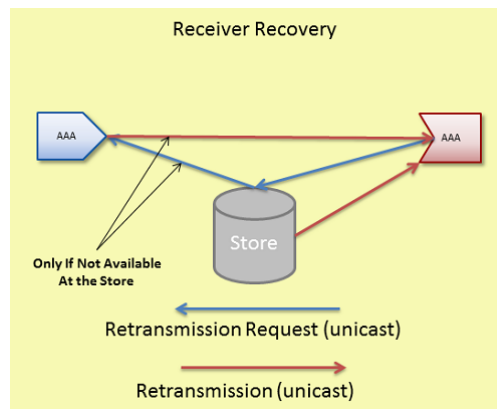 Receiver Recovery
AAA
AAA
Store
Only If Not Available
At the Store
Retransmission Request (unicast)
Retransmission (unicast)